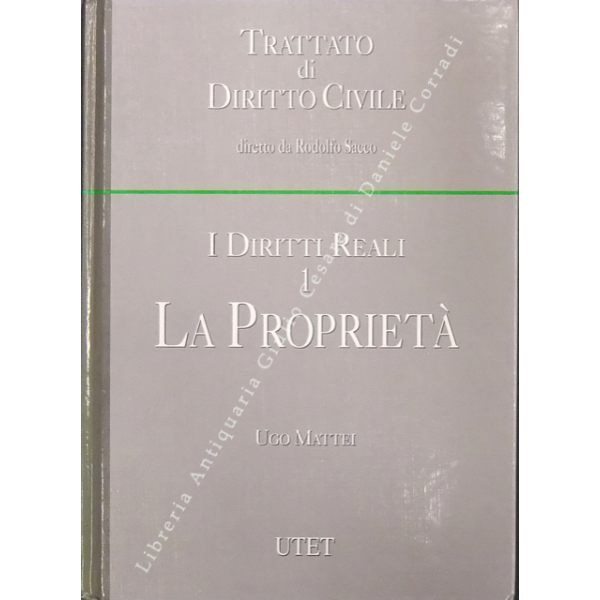 TRATTATO
di
DIRITTO CIVILE
diretto da Rodolfo Sacco
I DIRITTI REALI
1
LA PROPRIETÀ
UGO MATTEI
UTET
Libreria Antiquaria Giulio Cesare di Daniele Corradi